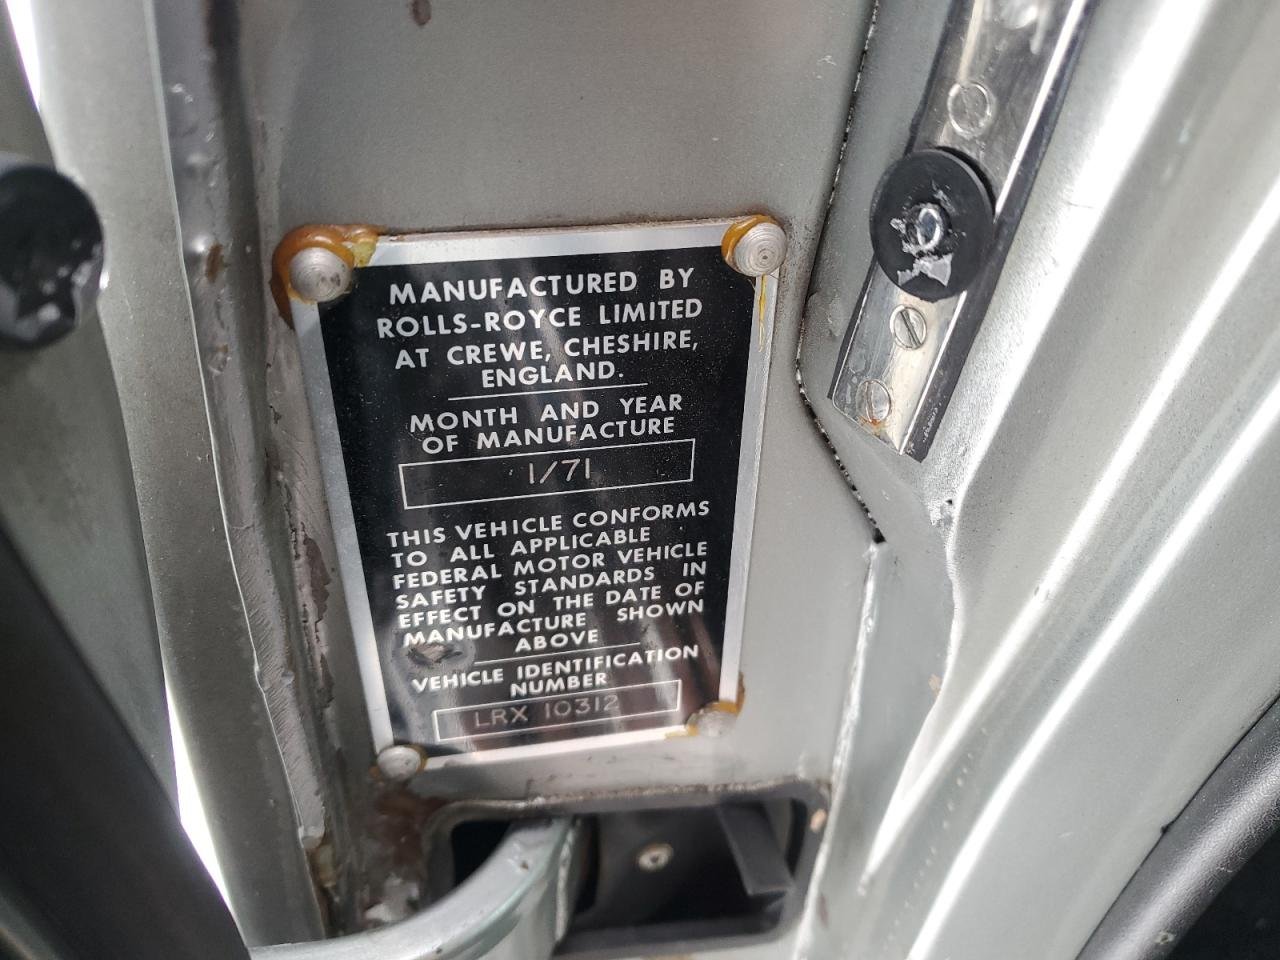 MANUFACTURED BY
ROLLS-ROYCE LIMITED
AT CREWE, CHESHIRE,
ENGLAND.
MONTH AND YEAR
OF MANUFACTURE
1/71
THIS VEHICLE CONFORMS
TO ALL APPLICABLE
FEDERAL MOTOR VEHICLE
SAFETY STANDARDS IN
EFFECT ON THE DATE OF
MANUFACTURE SHOWN
ABOVE
VEHICLE IDENTIFICATION
NUMBER
LRX 10312